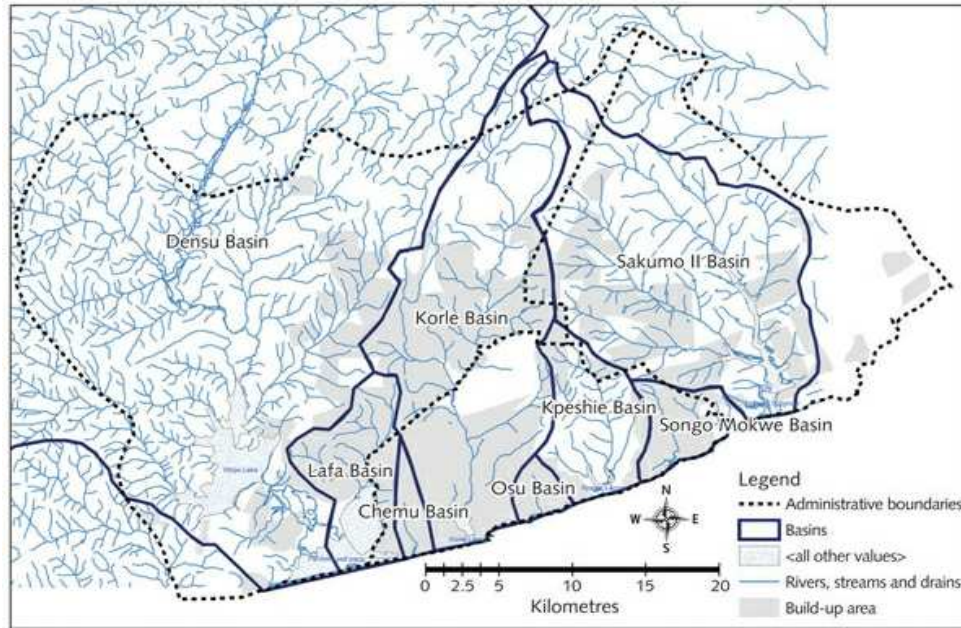 Densu Basin
Sakumo II Basin
Korle Basin
Kpeshie Basin
Songo Mokwe Basin
Lafa Basin
Osu Basin
Chemu Basin
Legend
Administrative boundaries
Basins
<all other values>
Rivers, streams and drains
Build-up area
N
W E
S
0 2.5 5 10 15 20
Kilometres